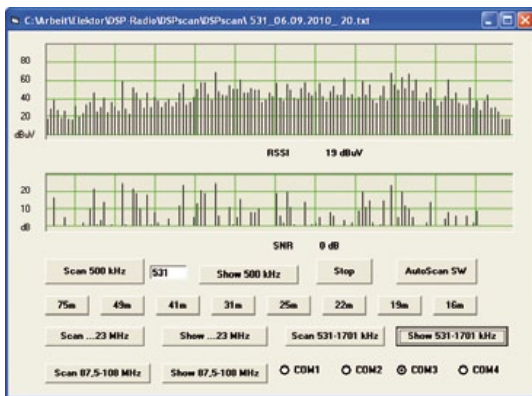 C:\Arbeit\Elektor\DSP-Radio\DSPscan\DSPscan\ 531_06.09.2010_ 20.txt
80
60
40
20
dBuV
RSSI 19 dBuV
20
10
dB
SNR 0 dB
Scan 500 kHz 531 Show 500 kHz Stop AutoScan SW
75m 49m 41m 31m 25m 22m 19m 16m
Scan ...23 MHz Show ...23 MHz Scan 531-1701 kHz Show 531-1701 kHz
Scan 87,5-108 MHz Show 87,5-108 MHz COM1 COM2 COM3 COM4